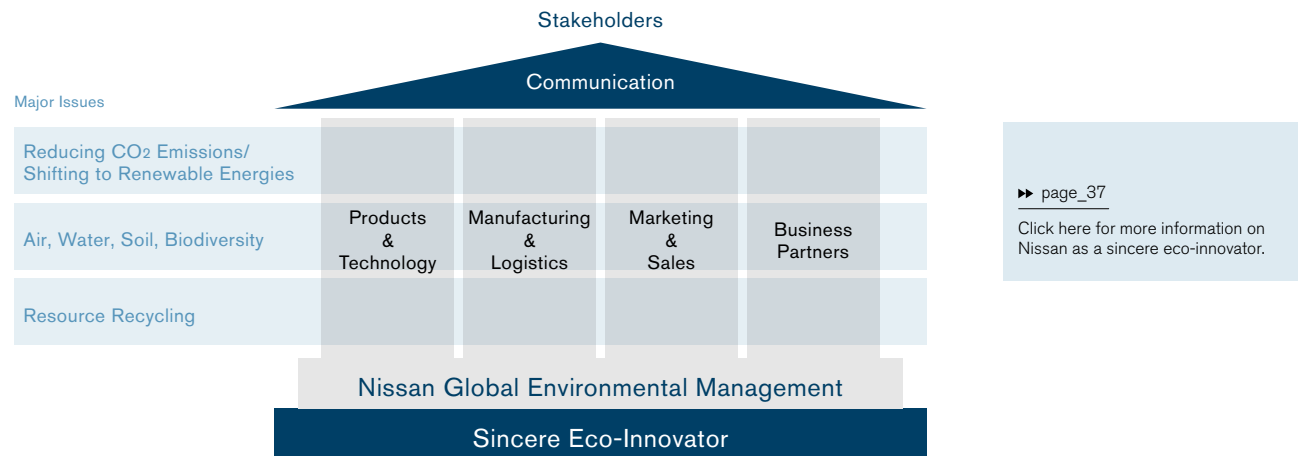 Stakeholders
Communication
Major Issues
Reducing CO2 Emissions/
Shifting to Renewable Energies
Air, Water, Soil, Biodiversity
Resource Recycling
Products
&
Technology
Manufacturing
&
Logistics
Marketing
&
Sales
Business
Partners
Nissan Global Environmental Management
Sincere Eco-Innovator
page_37
Click here for more information on
Nissan as a sincere eco-innovator.